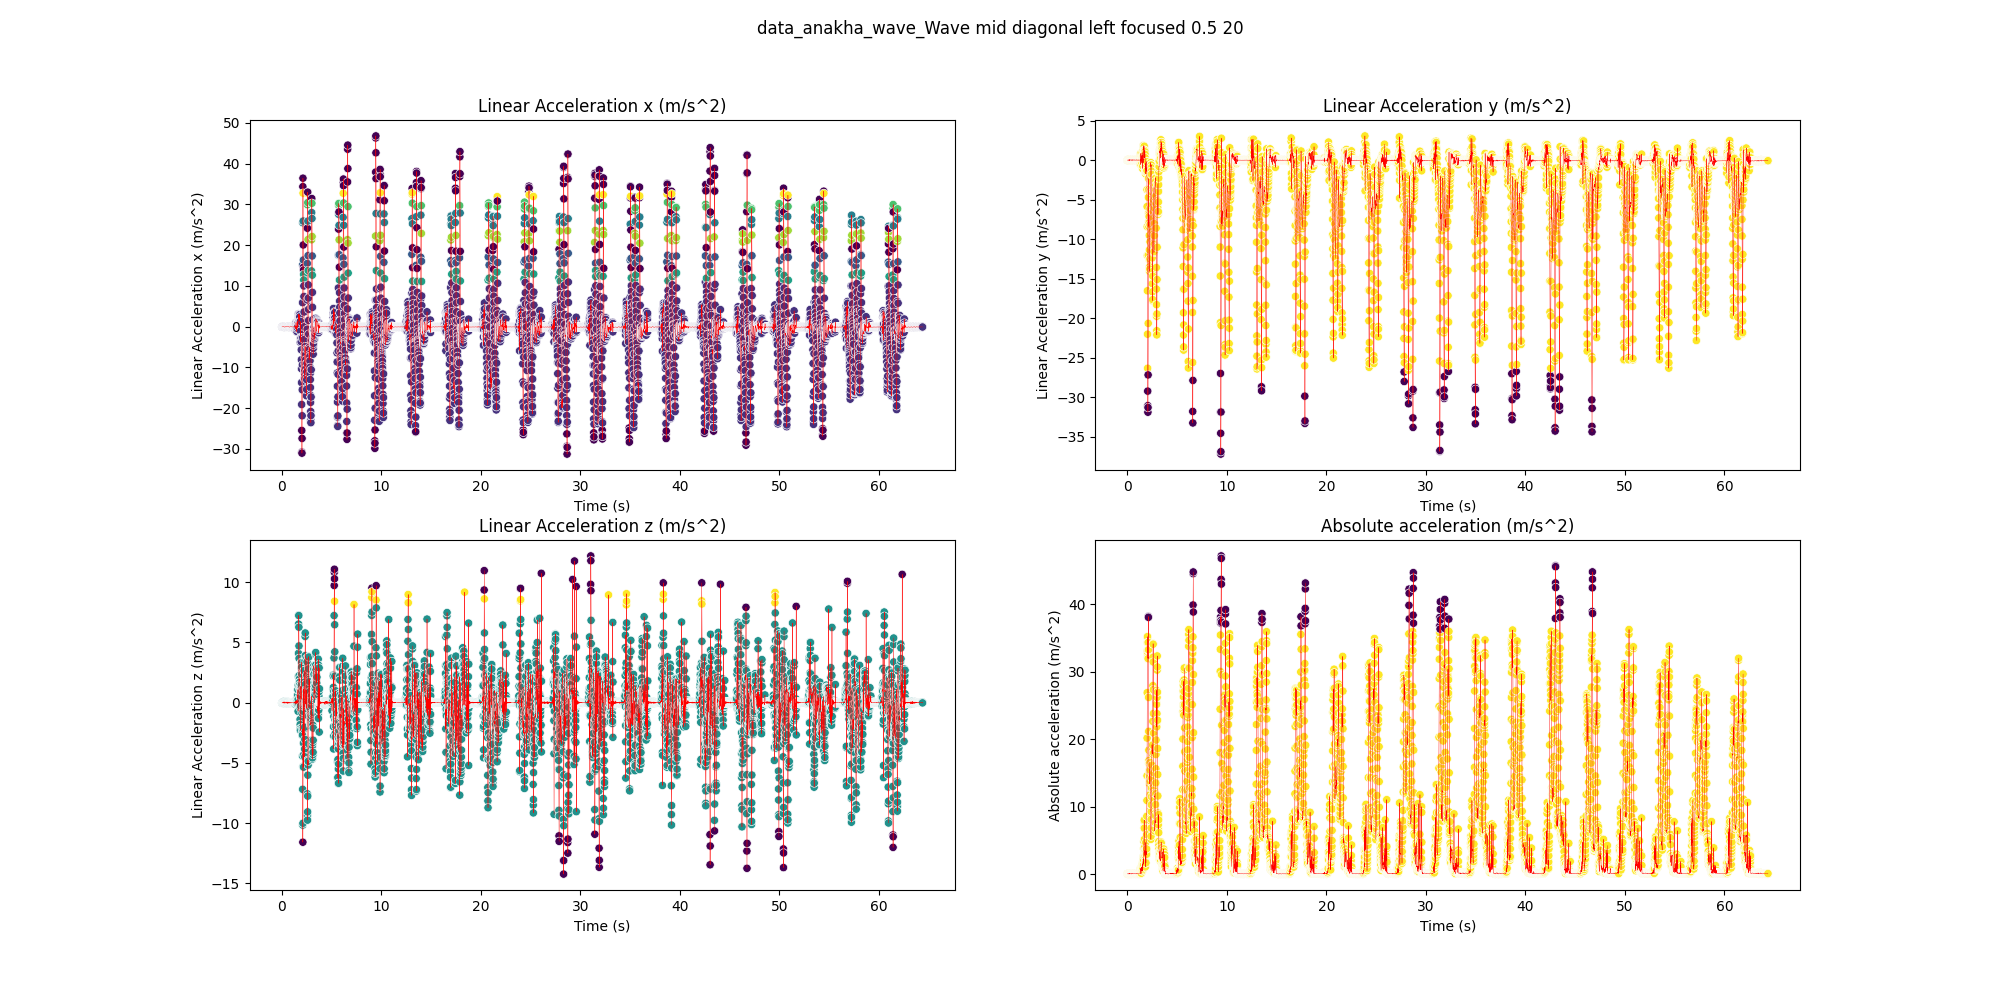 data_anakha_wave_Wave mid diagonal left focused 0.5 20
Linear Acceleration x (m/s^2)
Linear Acceleration x (m/s^2)
50
40
30
20
10
0
−10
−20
−30
0 10 20 30 40 50 60
Time (s)
Linear Acceleration y (m/s^2)
Linear Acceleration y (m/s^2)
5
0
−5
−10
−15
−20
−25
−30
−35
0 10 20 30 40 50 60
Time (s)
Linear Acceleration z (m/s^2)
Linear Acceleration z (m/s^2)
10
5
0
−5
−10
−15
0 10 20 30 40 50 60
Time (s)
Absolute acceleration (m/s^2)
Absolute acceleration (m/s^2)
40
30
20
10
0
0 10 20 30 40 50 60
Time (s)